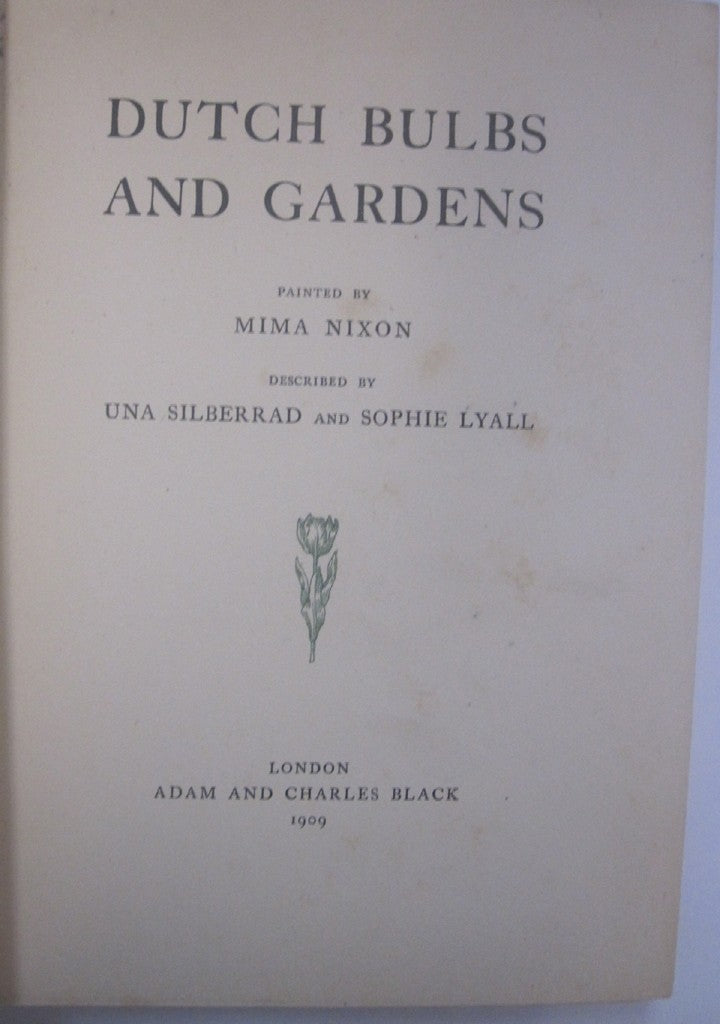 DUTCH BULBS
AND GARDENS
PAINTED BY
MIMA NIXON
DESCRIBED BY
UNA SILBERRAD AND SOPHIE LYALL
LONDON
ADAM AND CHARLES BLACK
1909